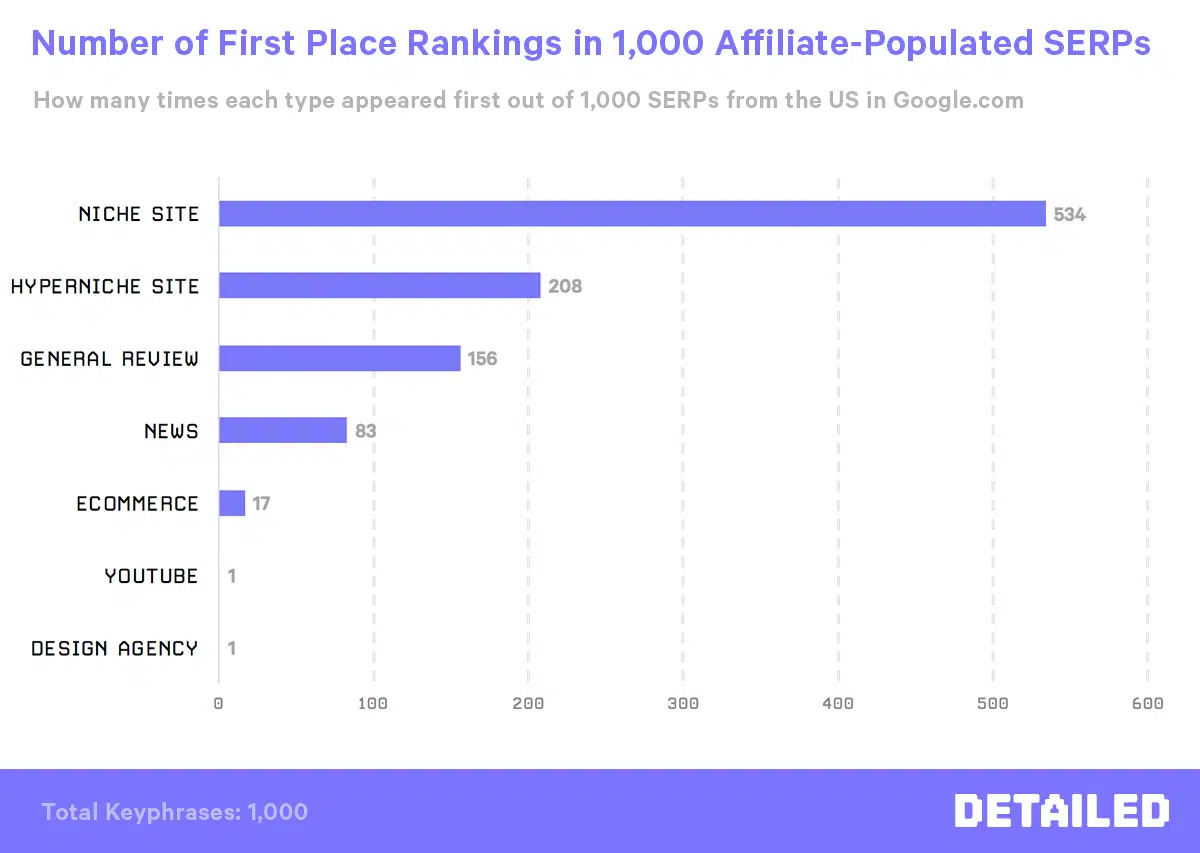 Number of First Place Rankings in 1,000 Affiliate-Populated SERPs
How many times each type appeared first out of 1,000 SERPs from the US in Google.com
NICHE SITE 534
HYPERNICHE SITE 208
GENERAL REVIEW 156
NEWS 83
ECOMMERCE 17
YOUTUBE 1
DESIGN AGENCY 1
0 100 200 300 400 500 600
Total Keyphrases: 1,000 DETAILED